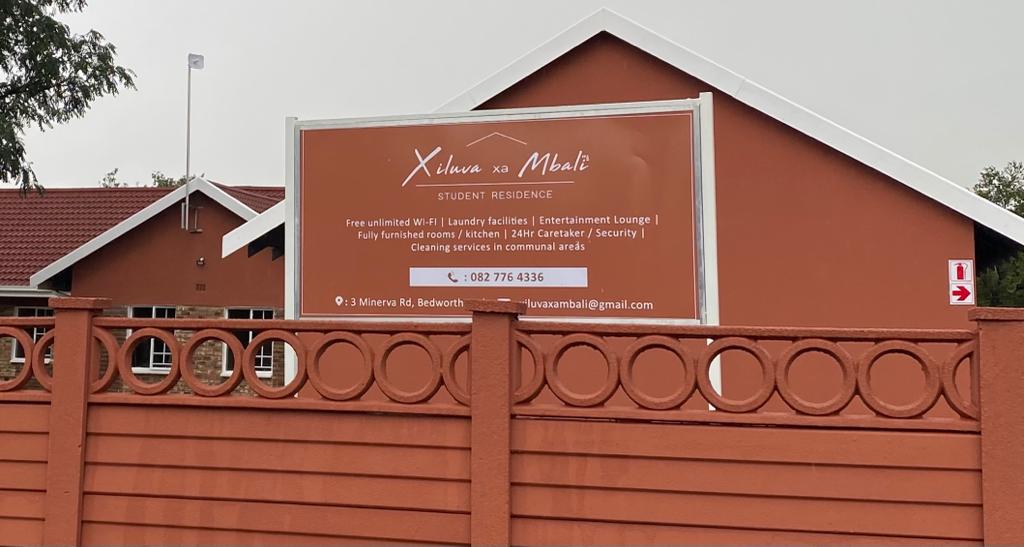 Xiluva xa Mbali
STUDENT RESIDENCE
Free unlimited WI-FI | Laundry facilities | Entertainment Lounge |
Fully furnished rooms / kitchen | 24Hr Caretaker / Security |
Cleaning services in communal areas
: 082 776 4336
: 3 Minerva Rd, Bedworth iluvaxambali@gmail.com